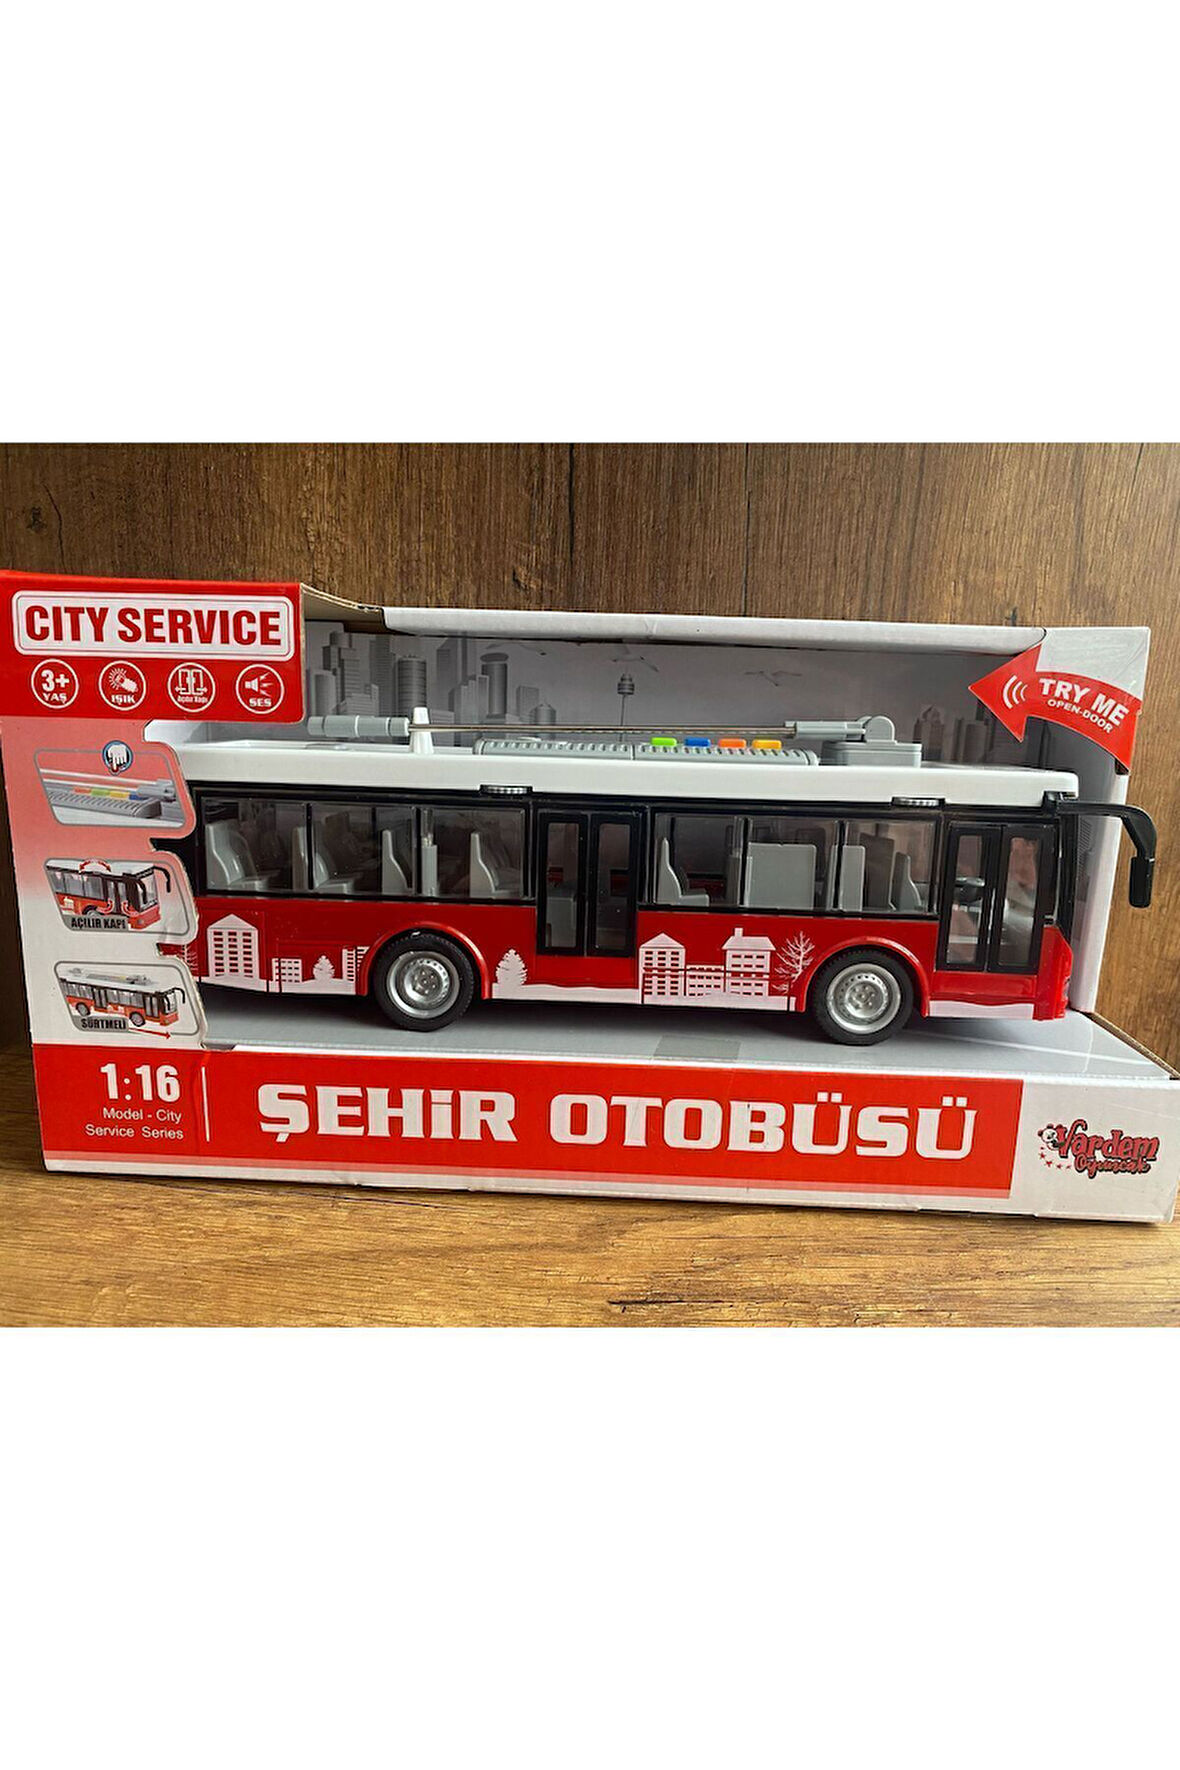 CITY SERVICE
3+ YAŞ
IŞIK
Açılır Kapı
SES
TRY ME
OPEN-DOOR
AÇILIR KAPI
SÜRTMELİ
1:16
Model - City
Service Series
ŞEHİR OTOBÜSÜ
Vardem
Oyuncak